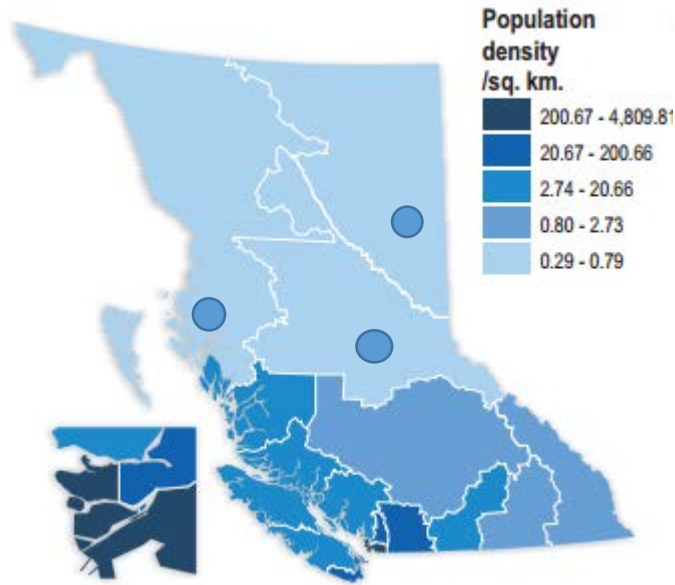 Population
density
/sq. km.
200.67 - 4,809.81
20.67 - 200.66
2.74 - 20.66
0.80 - 2.73
0.29 - 0.79